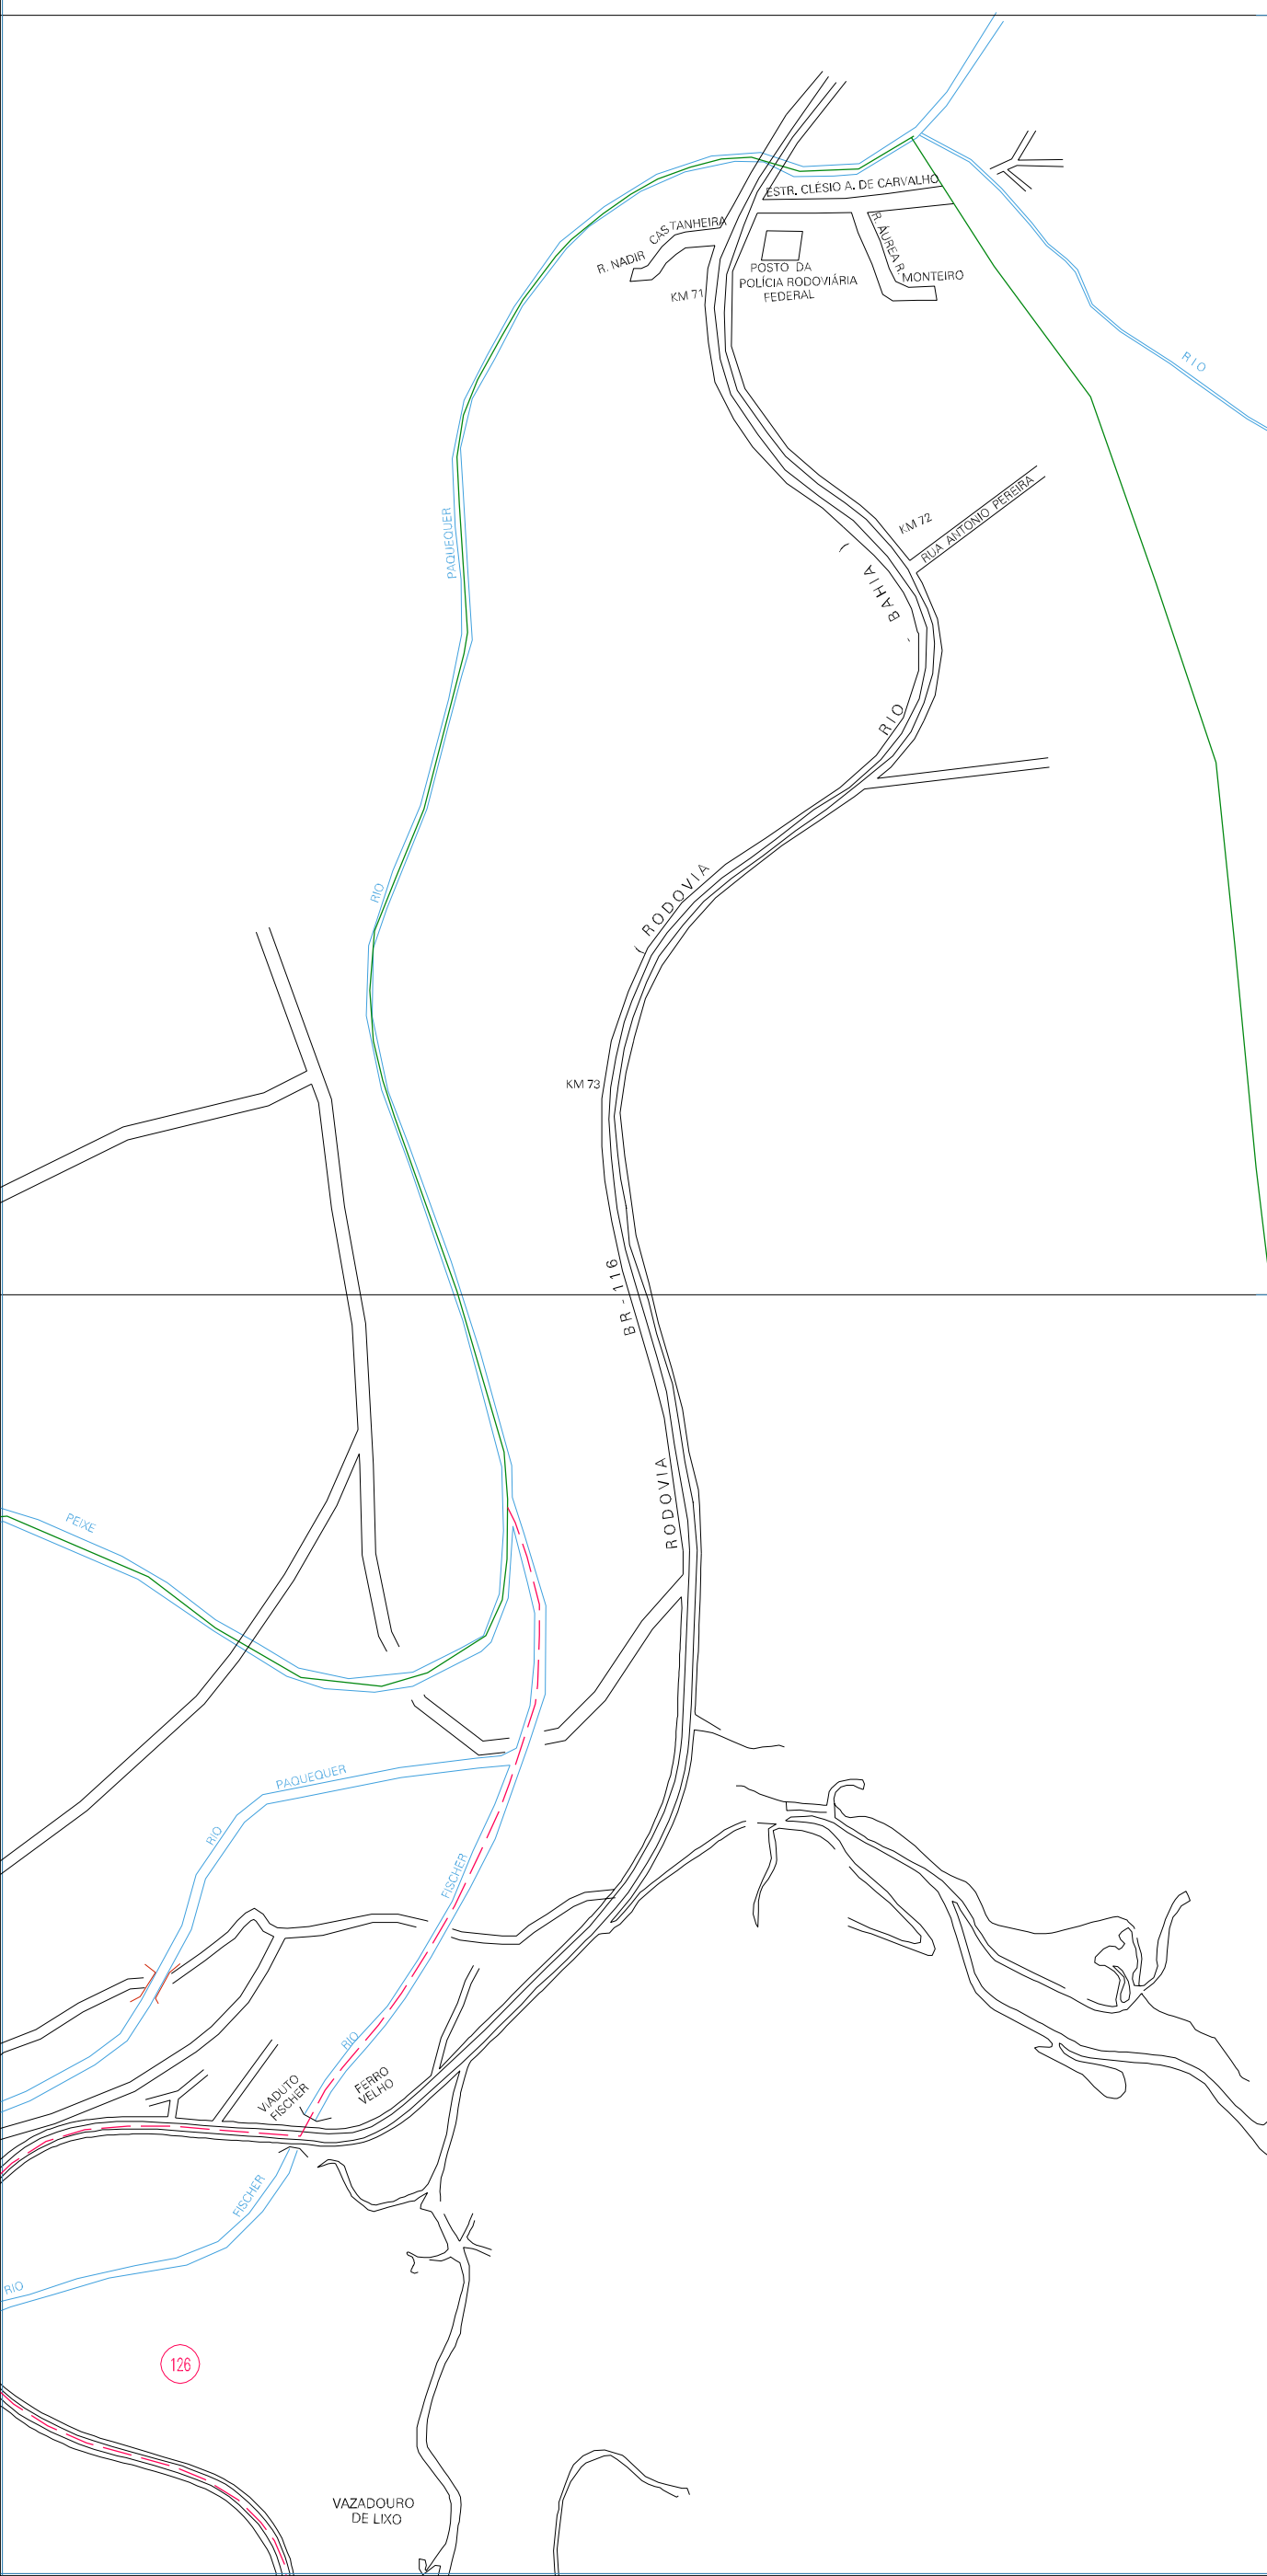 ESTR. CLÉSIO A. DE CARVALHO
R. NADIR CASTANHEIRA
R. ÁUREA R. MONTEIRO
POSTO DA
POLÍCIA RODOVIÁRIA
FEDERAL
KM 71
RIO
KM 72
RUA ANTONIO PEREIRA
PAQUEQUER
RIO
( RODOVIA RIO - BAHIA )
KM 73
BR-116
RODOVIA
PEIXE
PAQUEQUER
RIO
FISCHER
RIO
VIADUTO
FISCHER
FERRO
VELHO
FISCHER
RIO
126
VAZADOURO
DE LIXO